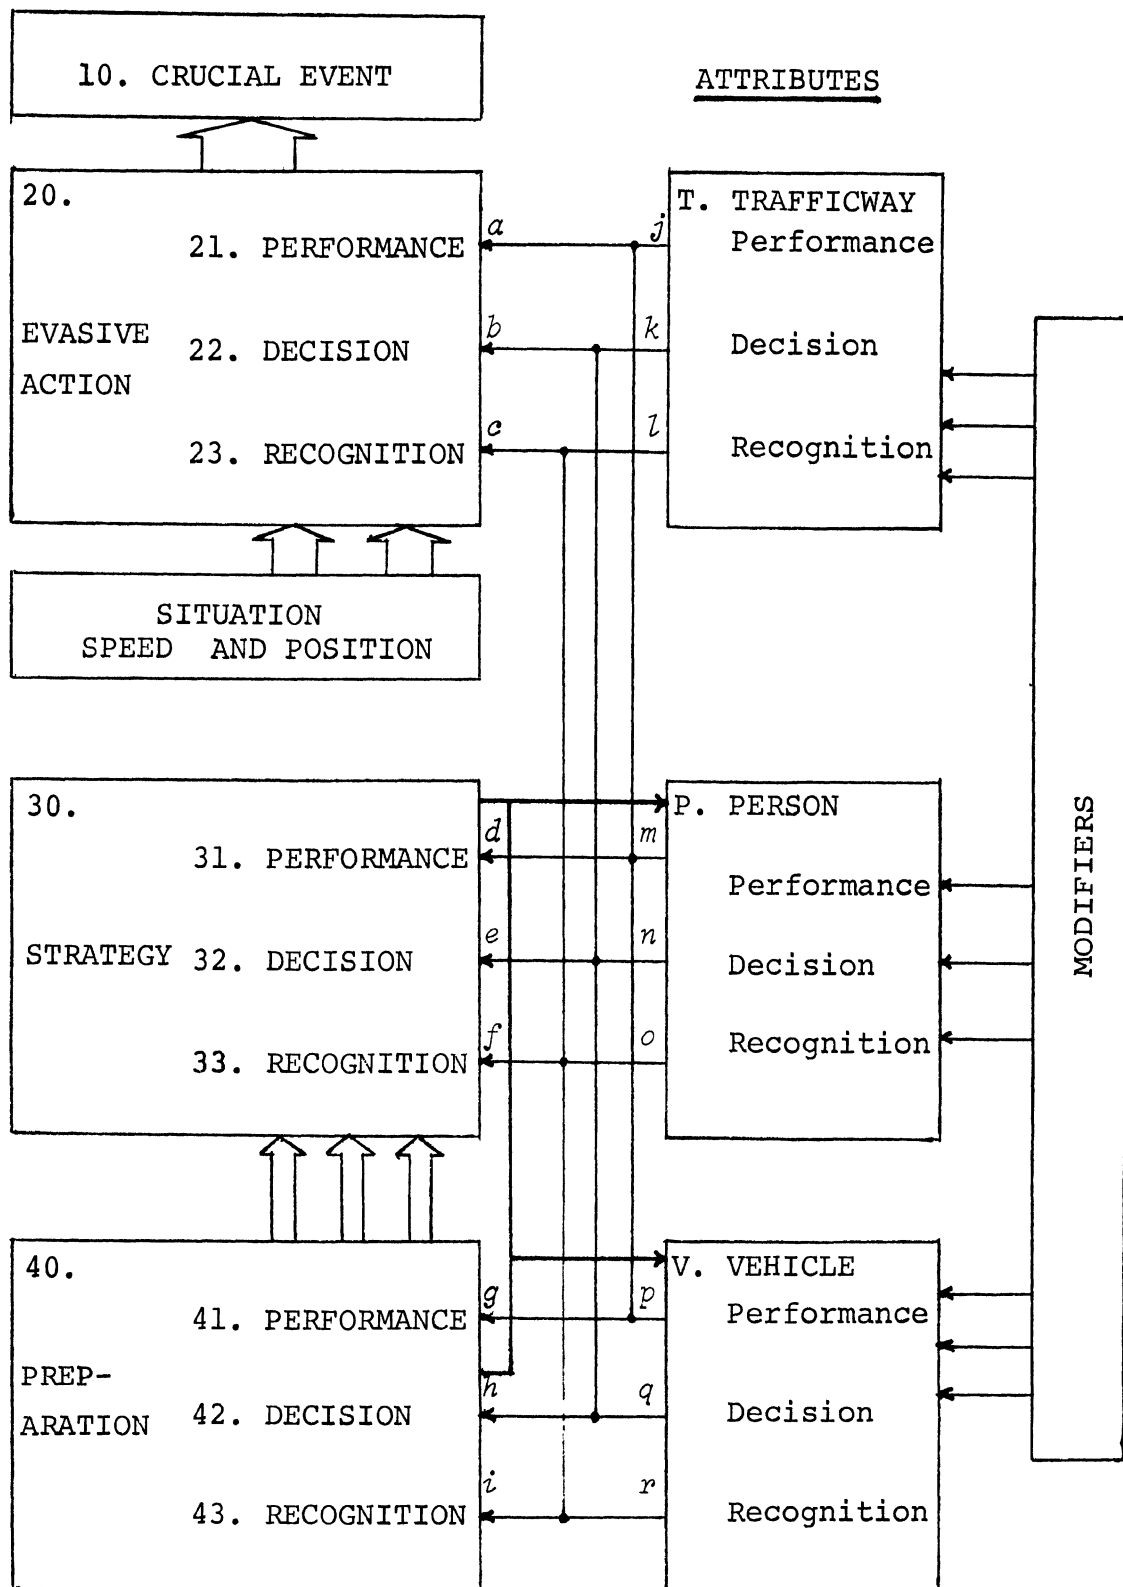 10. CRUCIAL EVENT
ATTRIBUTES
20.
21. PERFORMANCE
EVASIVE
ACTION
22. DECISION
23. RECOGNITION
a
b
c
j
k
l
T. TRAFFICWAY
Performance
Decision
Recognition
SITUATION
SPEED AND POSITION
30.
31. PERFORMANCE
STRATEGY
32. DECISION
33. RECOGNITION
d
e
f
m
n
o
P. PERSON
Performance
Decision
Recognition
MODIFIERS
40.
41. PERFORMANCE
PREP-
ARATION
42. DECISION
43. RECOGNITION
g
h
i
p
q
r
V. VEHICLE
Performance
Decision
Recognition